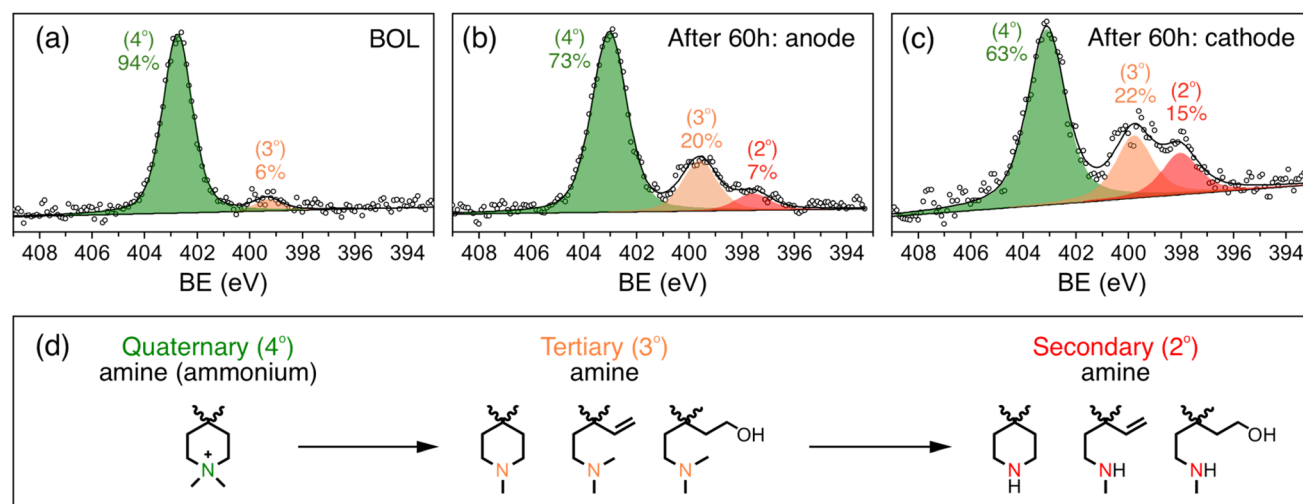 (a)
BOL
(4°)
94%
(3°)
6%
408 406 404 402 400 398 396 394
BE (eV)
(b)
After 60h: anode
(4°)
73%
(3°)
20%
(2°)
7%
408 406 404 402 400 398 396 394
BE (eV)
(c)
After 60h: cathode
(4°)
63%
(3°)
22%
(2°)
15%
408 406 404 402 400 398 396 394
BE (eV)
(d)
Quaternary (4°)
amine (ammonium)
Tertiary (3°)
amine
Secondary (2°)
amine
+
N
N
N
OH
N
N
H
NH
OH
NH